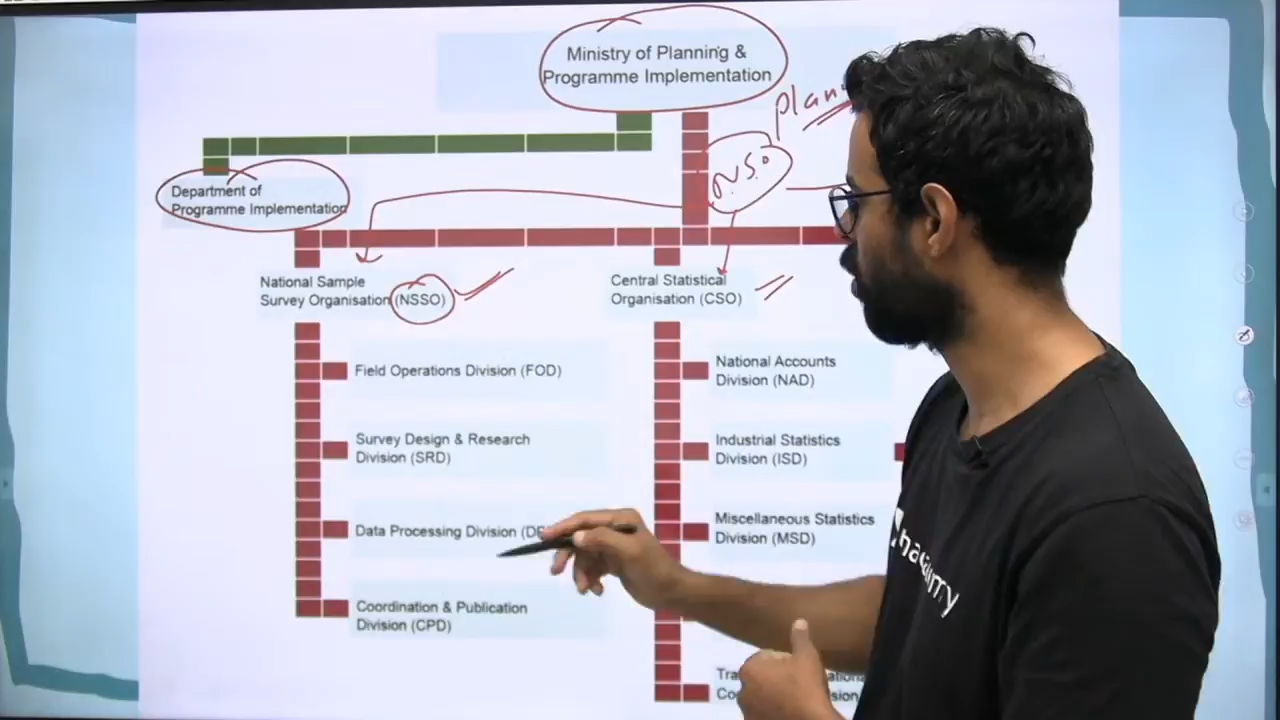 Ministry of Planning &
Programme Implementation
Plan
N.S.O
Department of
Programme Implementation
National Sample
Survey Organisation (NSSO)
Central Statistical
Organisation (CSO)
Field Operations Division (FOD)
National Accounts
Division (NAD)
Survey Design & Research
Division (SRD)
Industrial Statistics
Division (ISD)
Data Processing Division
Miscellaneous Statistics
Division (MSD)
Coordination & Publication
Division (CPD)